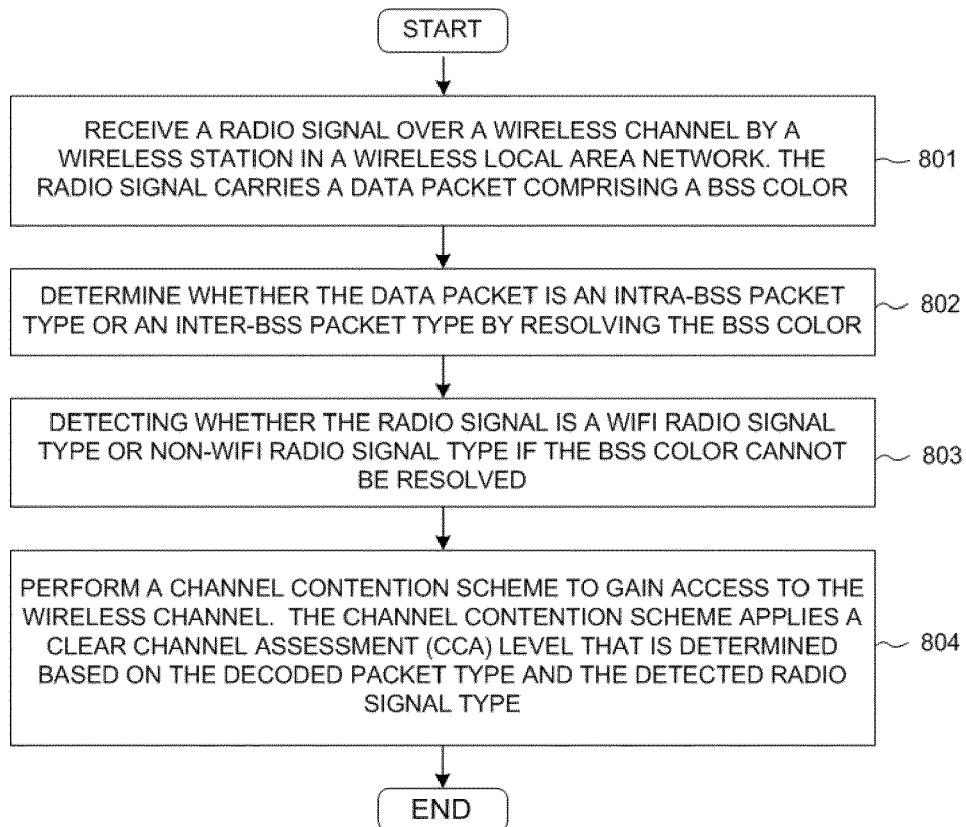 START
RECEIVE A RADIO SIGNAL OVER A WIRELESS CHANNEL BY A
WIRELESS STATION IN A WIRELESS LOCAL AREA NETWORK. THE
RADIO SIGNAL CARRIES A DATA PACKET COMPRISING A BSS COLOR
801
DETERMINE WHETHER THE DATA PACKET IS AN INTRA-BSS PACKET
TYPE OR AN INTER-BSS PACKET TYPE BY RESOLVING THE BSS COLOR
802
DETECTING WHETHER THE RADIO SIGNAL IS A WIFI RADIO SIGNAL
TYPE OR NON-WIFI RADIO SIGNAL TYPE IF THE BSS COLOR CANNOT
BE RESOLVED
803
PERFORM A CHANNEL CONTENTION SCHEME TO GAIN ACCESS TO THE
WIRELESS CHANNEL. THE CHANNEL CONTENTION SCHEME APPLIES A
CLEAR CHANNEL ASSESSMENT (CCA) LEVEL THAT IS DETERMINED
BASED ON THE DECODED PACKET TYPE AND THE DETECTED RADIO
SIGNAL TYPE
804
END